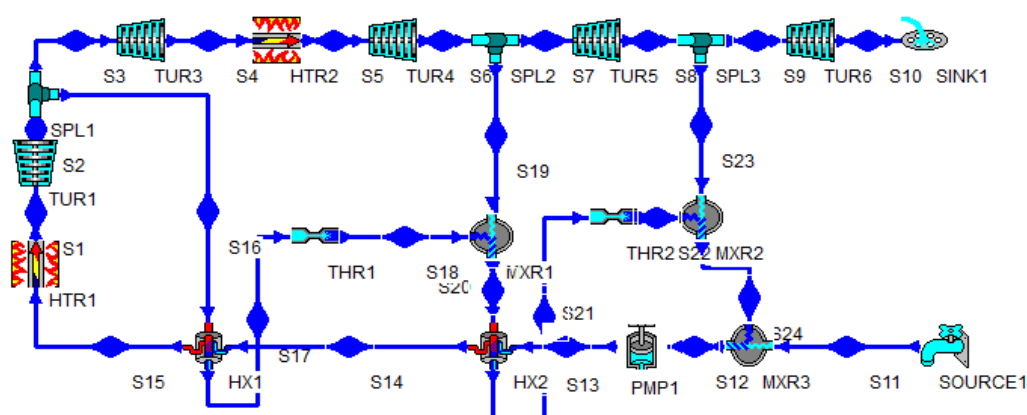 S3 TUR3 S4 HTR2 S5 TUR4 S6 SPL2 S7 TUR5 S8 SPL3 S9 TUR6 S10 SINK1
SPL1
S2
S19
S23
TUR1
S1
S16
THR1
S18
MXR1
THR2
S22
MXR2
S20
HTR1
S21
S17
S24
S15
HX1
S14
HX2
S13
PMP1
S12
MXR3
S11
SOURCE1